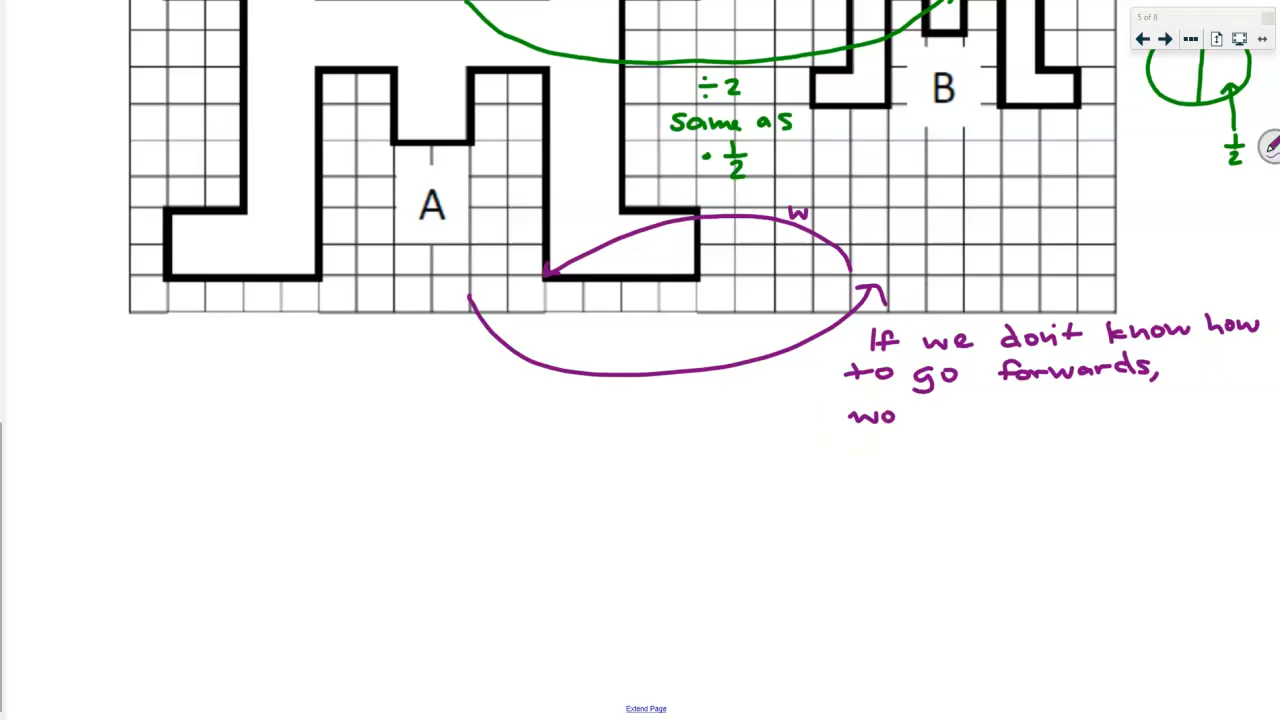 5 of 8
B
÷2
same as
· 1/2
1/2
A
w
If we don't know how
to go forwards,
wo
Extend Page